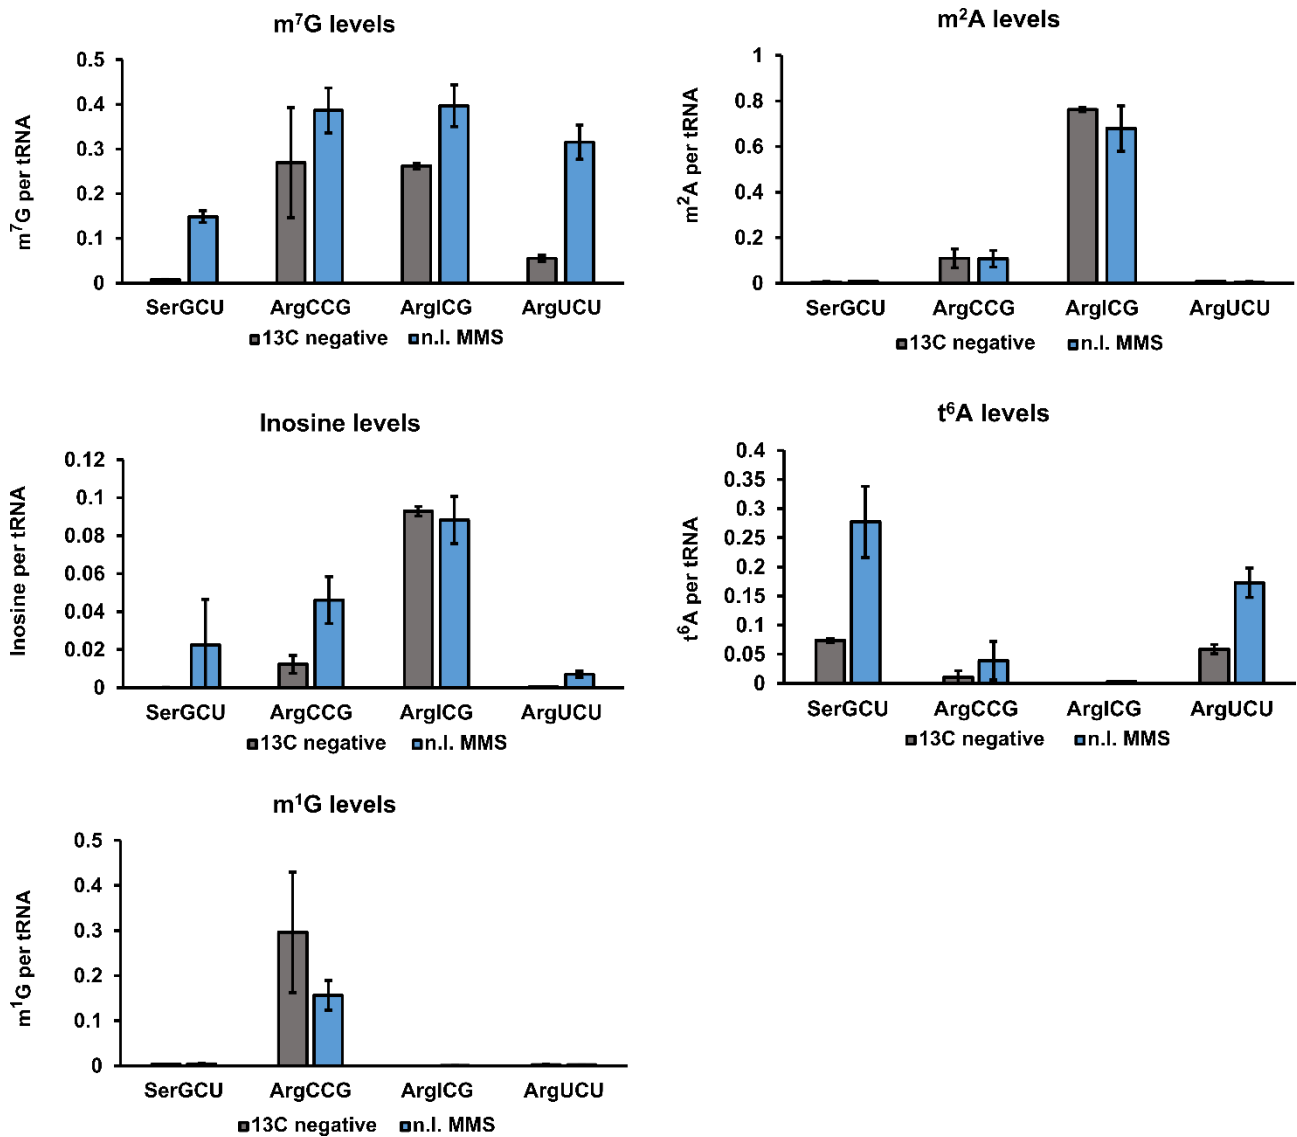 m⁷G levels
m⁷G per tRNA
0.5
0.4
0.3
0.2
0.1
0
SerGCU ArgCCG ArgICG ArgUCU
13C negative n.l. MMS
m²A levels
m²A per tRNA
1
0.8
0.6
0.4
0.2
0
SerGCU ArgCCG ArgICG ArgUCU
13C negative n.l. MMS
Inosine levels
Inosine per tRNA
0.12
0.1
0.08
0.06
0.04
0.02
0
SerGCU ArgCCG ArgICG ArgUCU
13C negative n.l. MMS
t⁶A levels
t⁶A per tRNA
0.4
0.35
0.3
0.25
0.2
0.15
0.1
0.05
0
SerGCU ArgCCG ArgICG ArgUCU
13C negative n.l. MMS
m¹G levels
m¹G per tRNA
0.5
0.4
0.3
0.2
0.1
0
SerGCU ArgCCG ArgICG ArgUCU
13C negative n.l. MMS